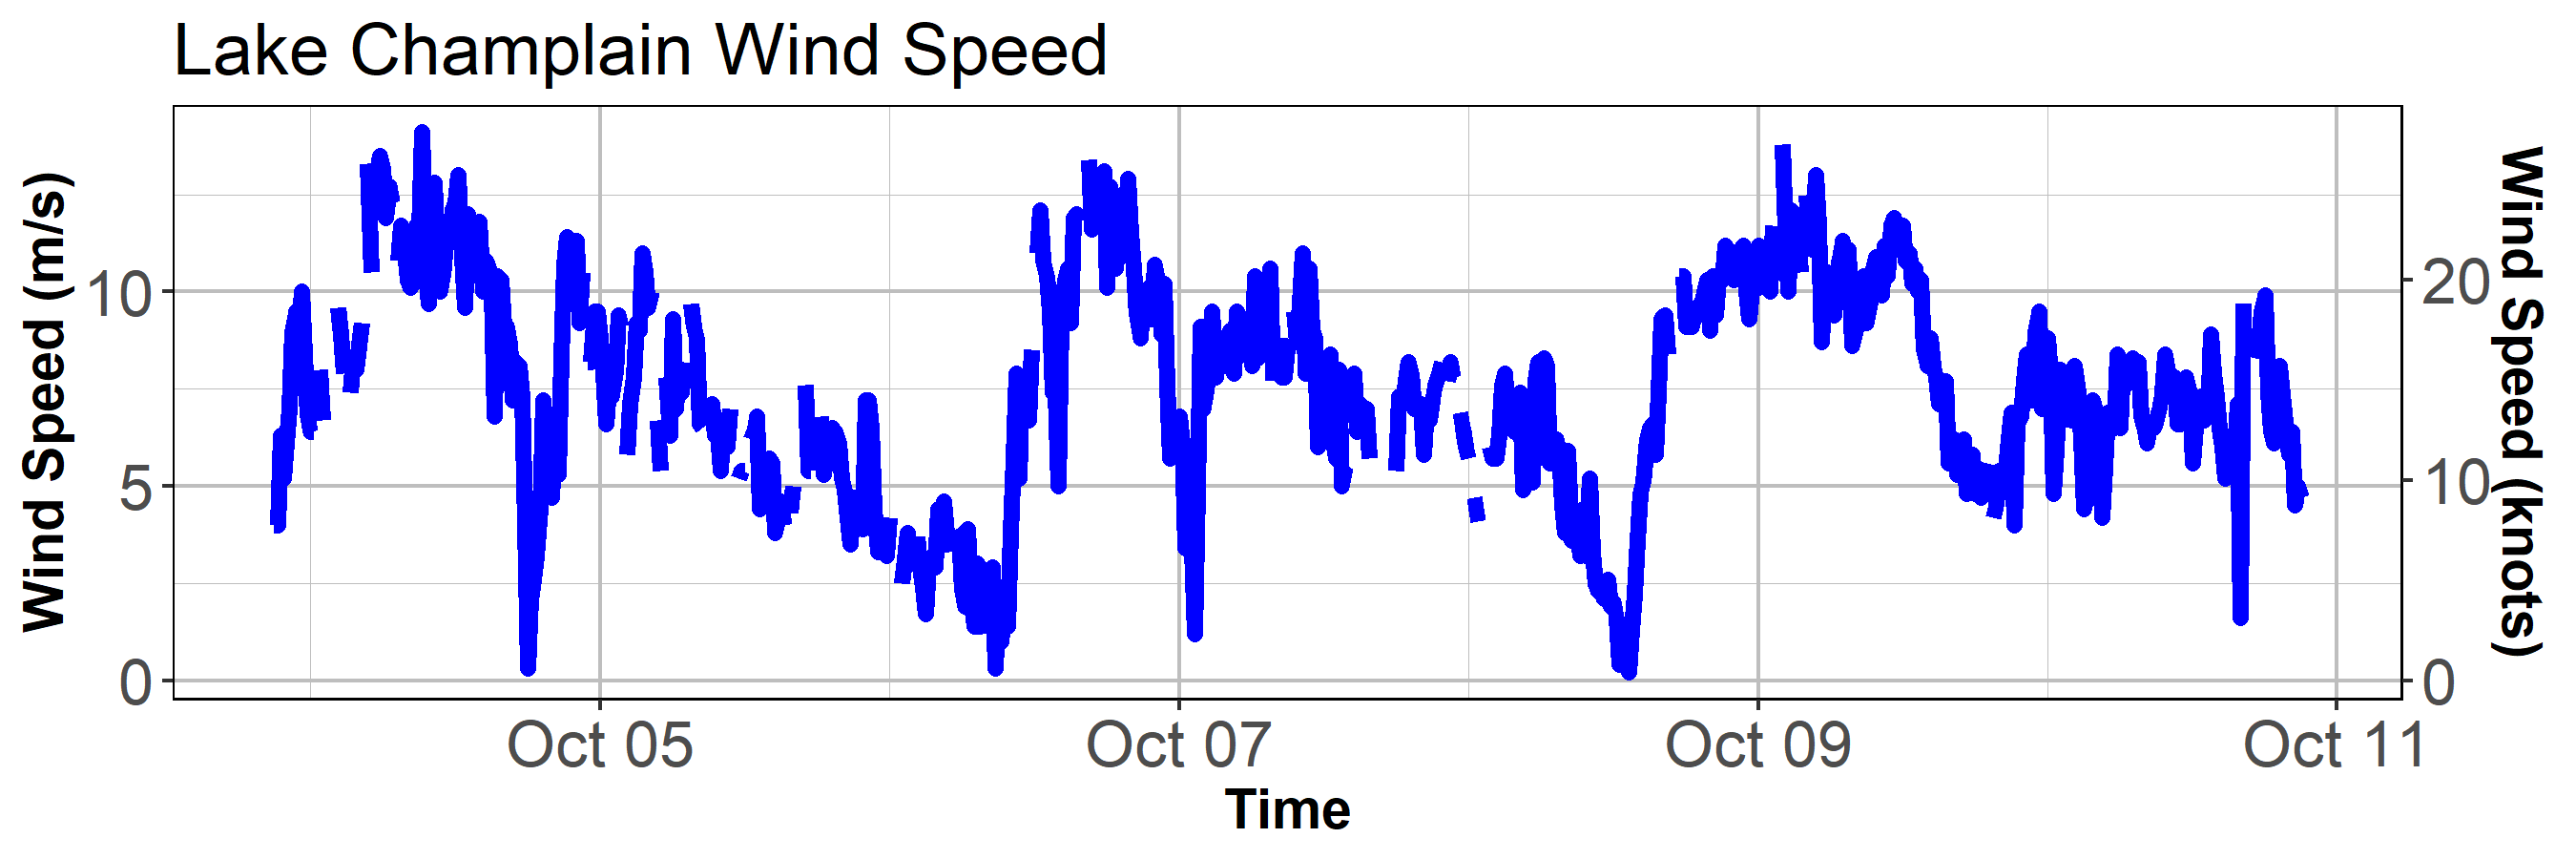 Lake Champlain Wind Speed
Wind Speed (m/s)
10
5
0
20
10
0
Wind Speed (knots)
Oct 05 Oct 07 Oct 09 Oct 11
Time